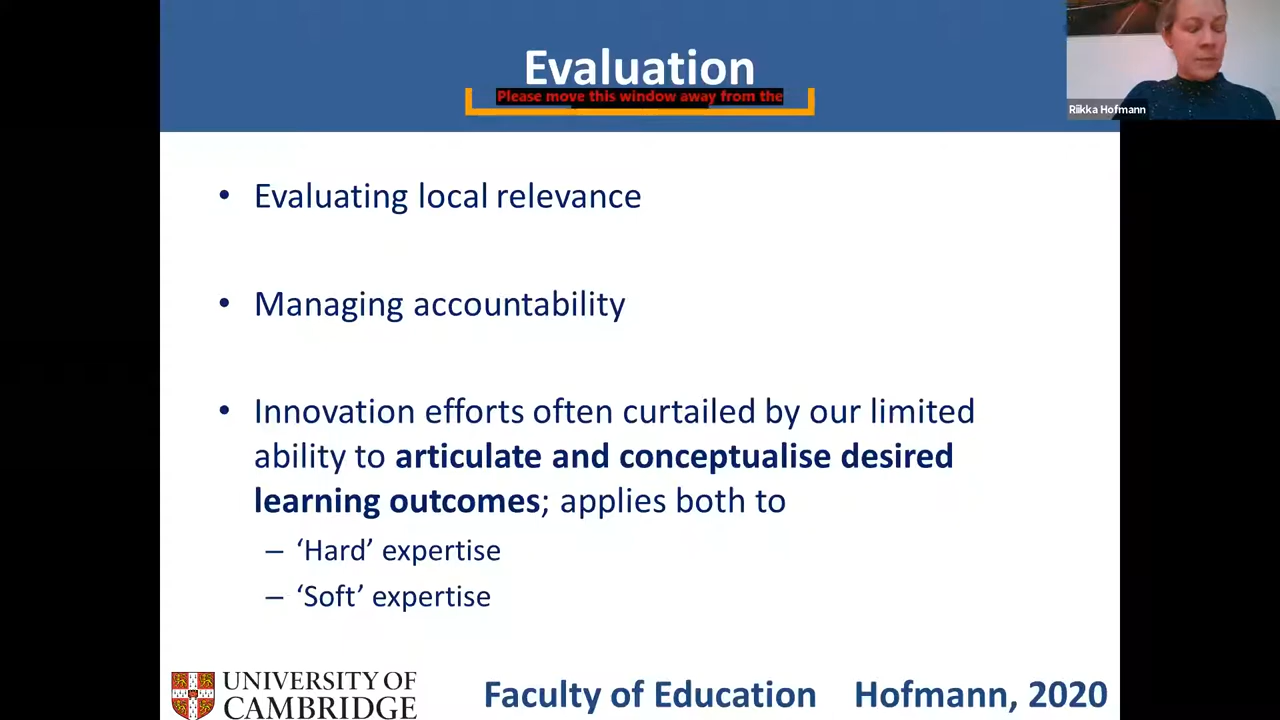 Evaluation
Please move this window away from the
Riikka Hofmann
• Evaluating local relevance
• Managing accountability
• Innovation efforts often curtailed by our limited
ability to articulate and conceptualise desired
learning outcomes; applies both to
– ‘Hard’ expertise
– ‘Soft’ expertise
UNIVERSITY OF
CAMBRIDGE
Faculty of Education Hofmann, 2020